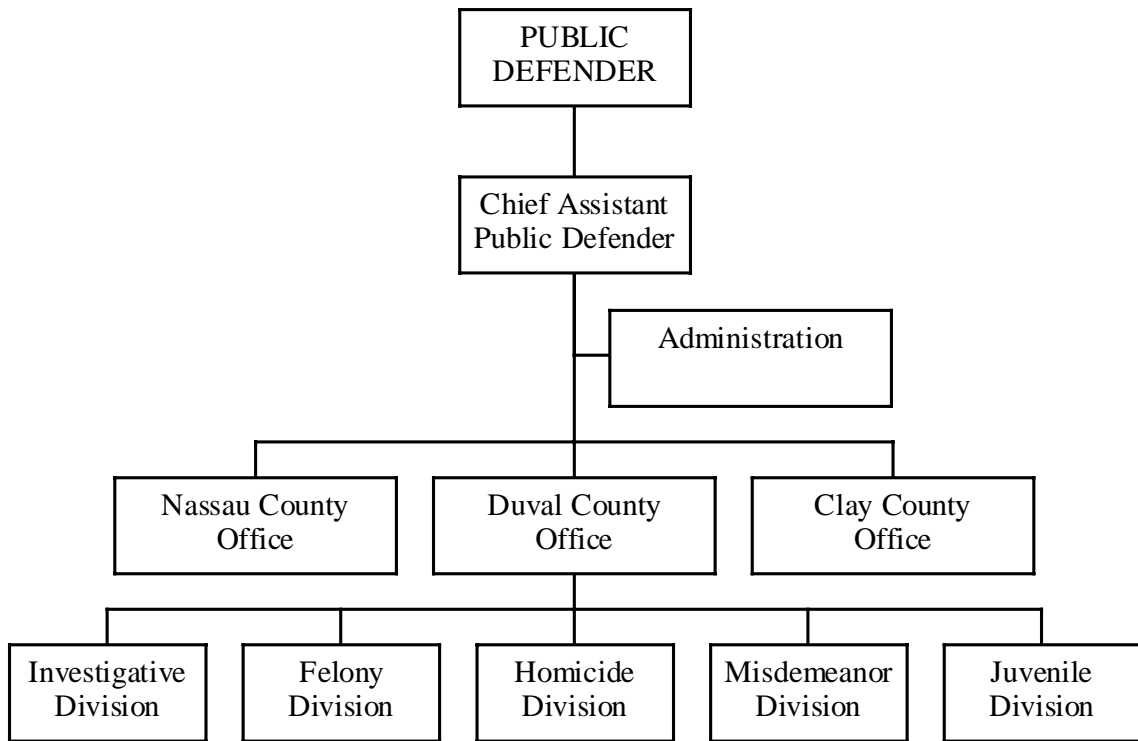 PUBLIC
DEFENDER
Chief Assistant
Public Defender
Administration
Nassau County
Office
Duval County
Office
Clay County
Office
Investigative
Division
Felony
Division
Homicide
Division
Misdemeanor
Division
Juvenile
Division